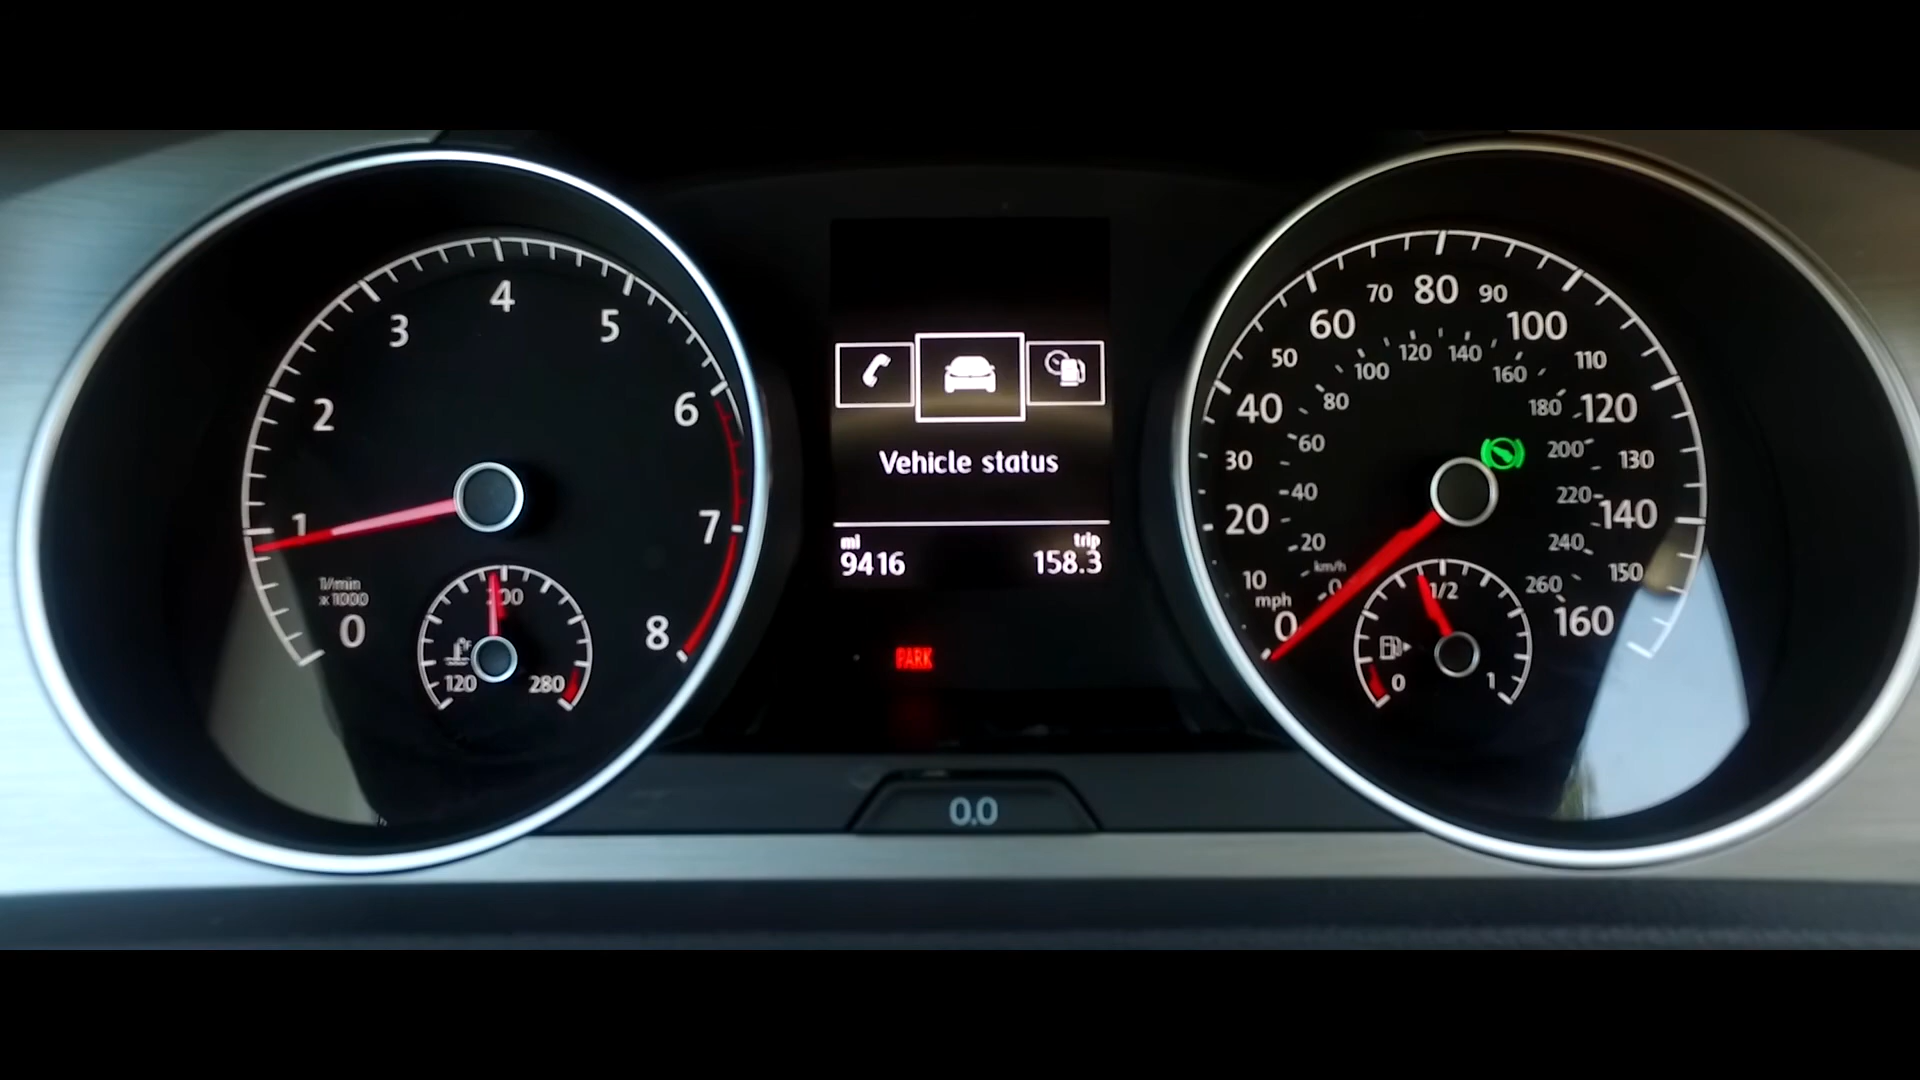 4
3
5
2
6
1
7
1/min
x 1000
0
8
120
280
Vehicle status
mi
trip
9416
158.3
PARK
0.0
70 80 90
60 100
50 110
40 120
30 130
20 140
10 150
mph
0 160
100 120 140 160
80 180
60 200
40 220
20 240
km/h
0 260
1/2
0 1